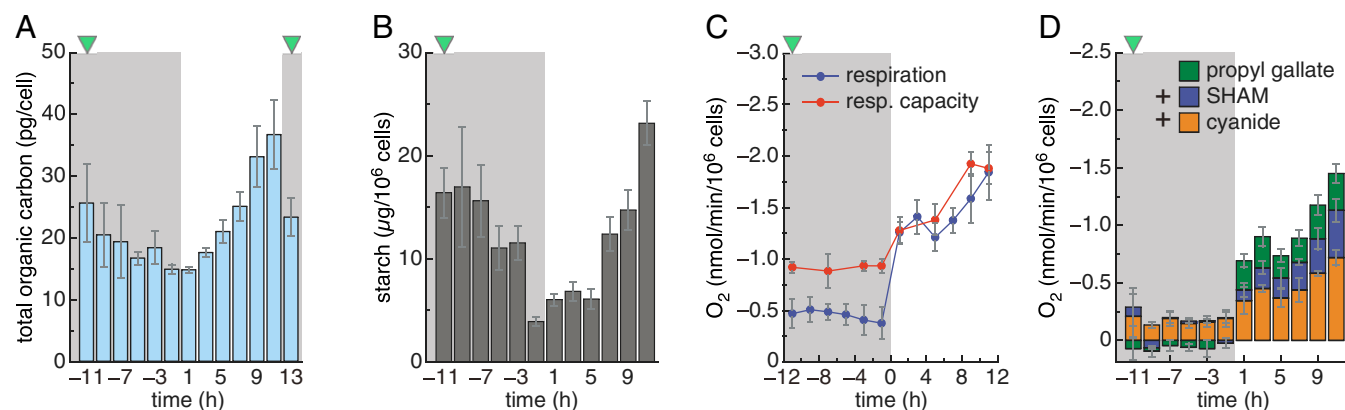 A
total organic carbon (pg/cell)
50
40
30
20
10
0
−11 −7 −3 1 5 9 13
time (h)
B
starch (µg/10⁶ cells)
30
20
10
0
−11 −7 −3 1 5 9
time (h)
C
O₂ (nmol/min/10⁶ cells)
−3.0
−2.5
−2.0
−1.5
−1.0
−0.5
0
respiration
resp. capacity
−12 −8 −4 0 4 8 12
time (h)
D
O₂ (nmol/min/10⁶ cells)
−2.5
−2.0
−1.5
−1.0
−0.5
0
propyl gallate
+ SHAM
+ cyanide
−11 −7 −3 1 5 9
time (h)